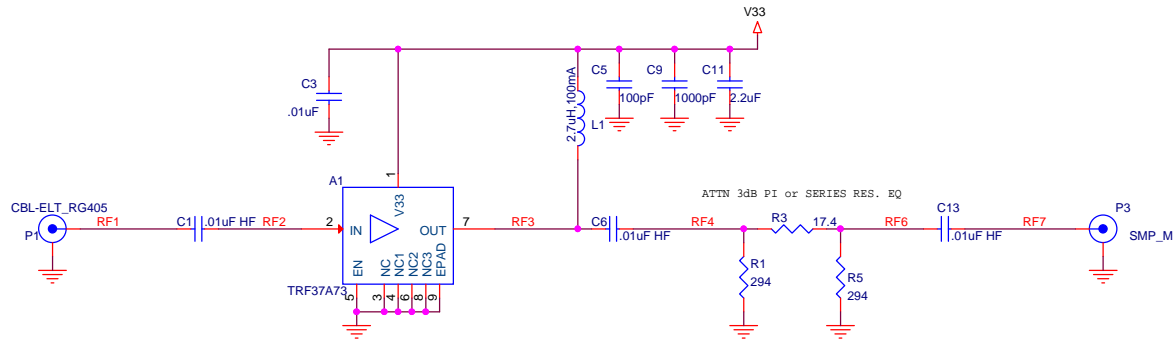 V33
C3
.01uF
2.7uH,100mA
L1
C5
100pF
C9
1000pF
C11
2.2uF
ATTN 3dB PI or SERIES RES. EQ
CBL-ELT_RG405
P1
RF1
C1
.01uF HF
RF2
A1
1
V33
2
IN
OUT
7
EN
NC
NC1
NC2
NC3
EPAD
TRF37A73
5
3
4
6
8
9
RF3
C6
.01uF HF
RF4
R3
17.4
R1
294
R5
294
RF6
C13
.01uF HF
RF7
P3
SMP_M